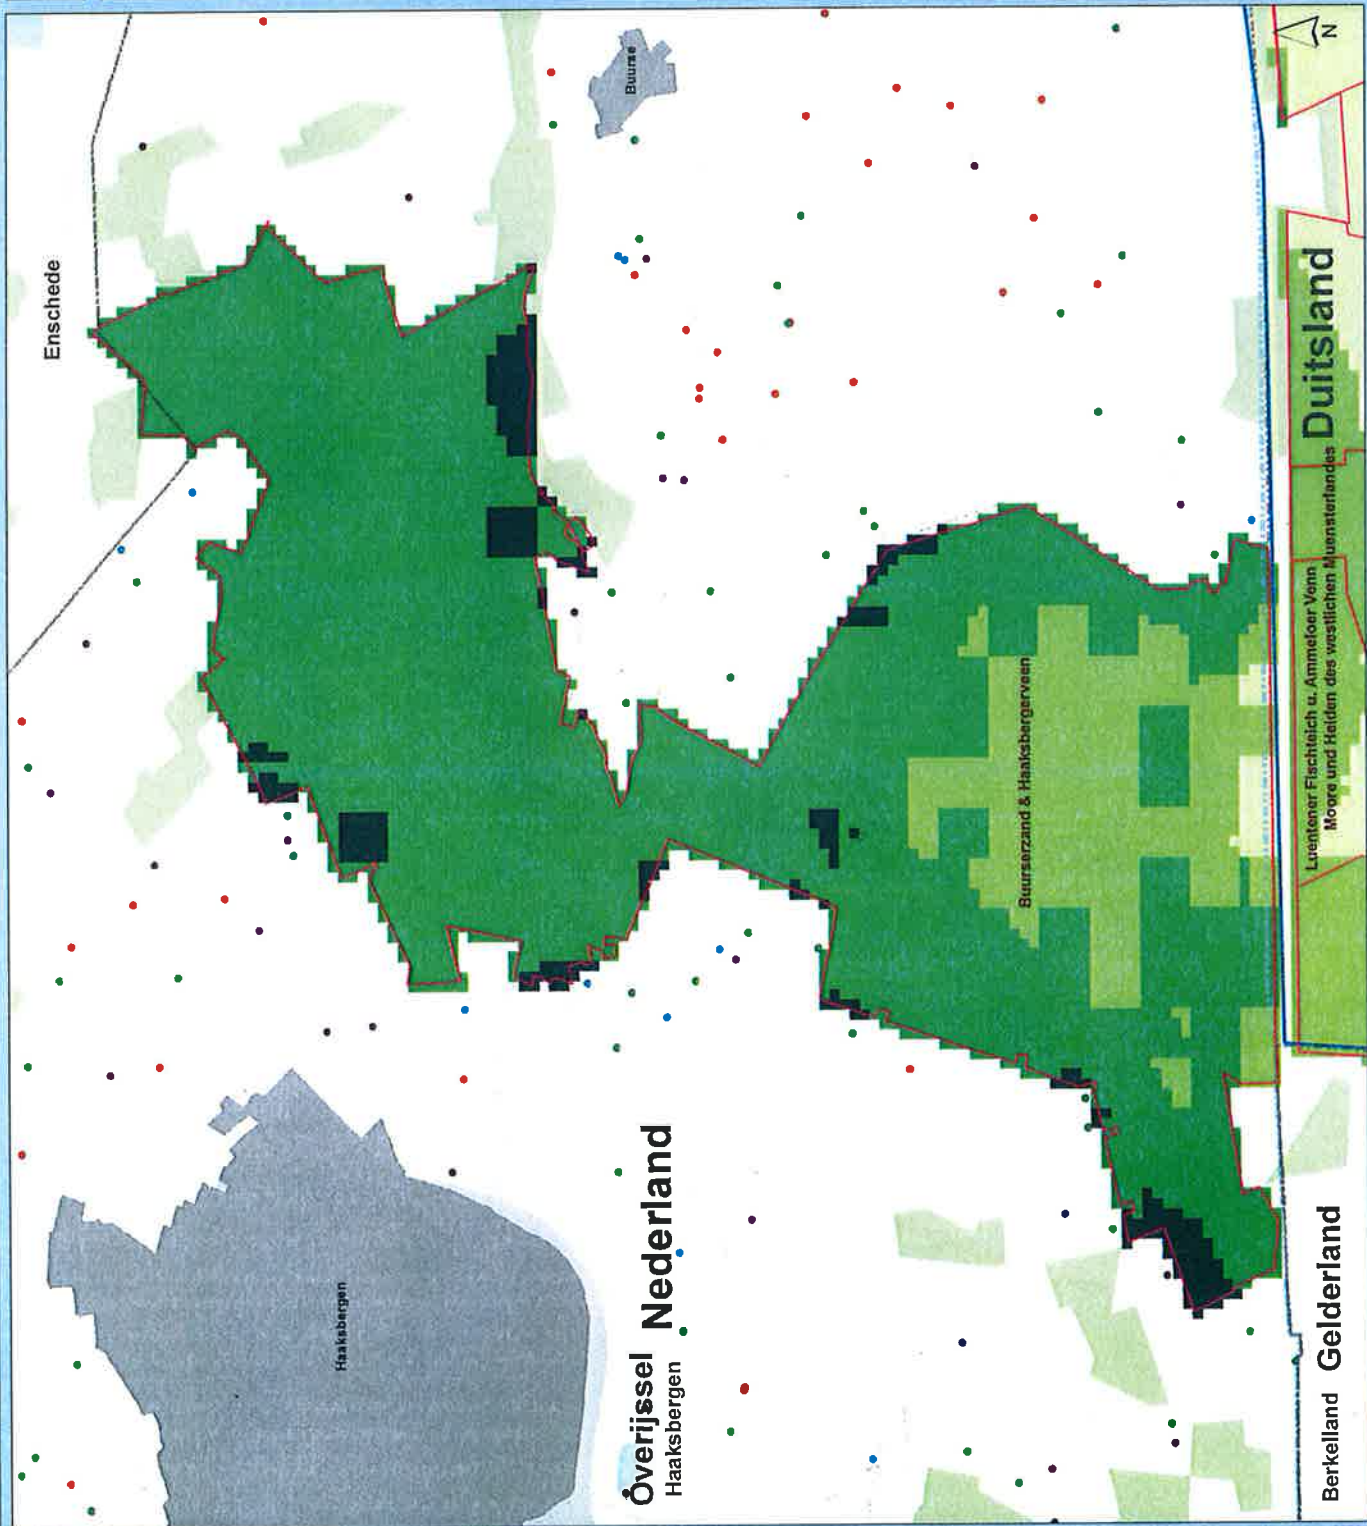 Enschede
Buurse
N
Haaksbergen
Overijssel Nederland
Haaksbergen
Buurserzand & Haaksbergerveen
Luentener Fischteich u. Ammeloer Venn
Moore und Heiden des westlichen Muensterlandes
Duitsland
Berkelland Gelderland